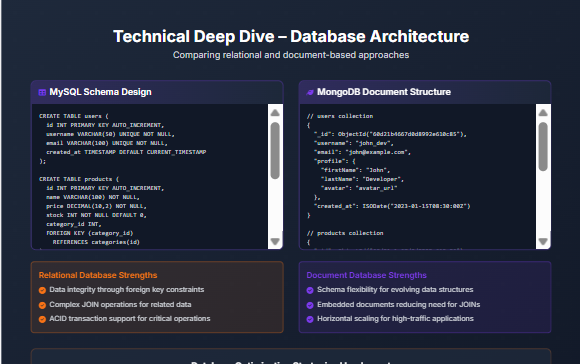 Technical Deep Dive – Database Architecture
Comparing relational and document-based approaches
MySQL Schema Design
CREATE TABLE users (
id INT PRIMARY KEY AUTO_INCREMENT,
username VARCHAR(50) UNIQUE NOT NULL,
email VARCHAR(100) UNIQUE NOT NULL,
created_at TIMESTAMP DEFAULT CURRENT_TIMESTAMP
);
CREATE TABLE products (
id INT PRIMARY KEY AUTO_INCREMENT,
name VARCHAR(100) NOT NULL,
price DECIMAL(10,2) NOT NULL,
stock INT NOT NULL DEFAULT 0,
category_id INT,
FOREIGN KEY (category_id)
REFERENCES categories(id)
MongoDB Document Structure
// users collection
{
"_id": ObjectId("60d21b4667d0d8992e610c85"),
"username": "john_dev",
"email": "john@example.com",
"profile": {
"firstName": "John",
"lastName": "Developer",
"avatar": "avatar_url"
},
"created_at": ISODate("2023-01-15T08:30:00Z")
}
// products collection
{
Relational Database Strengths
Data integrity through foreign key constraints
Complex JOIN operations for related data
ACID transaction support for critical operations
Document Database Strengths
Schema flexibility for evolving data structures
Embedded documents reducing need for JOINs
Horizontal scaling for high-traffic applications